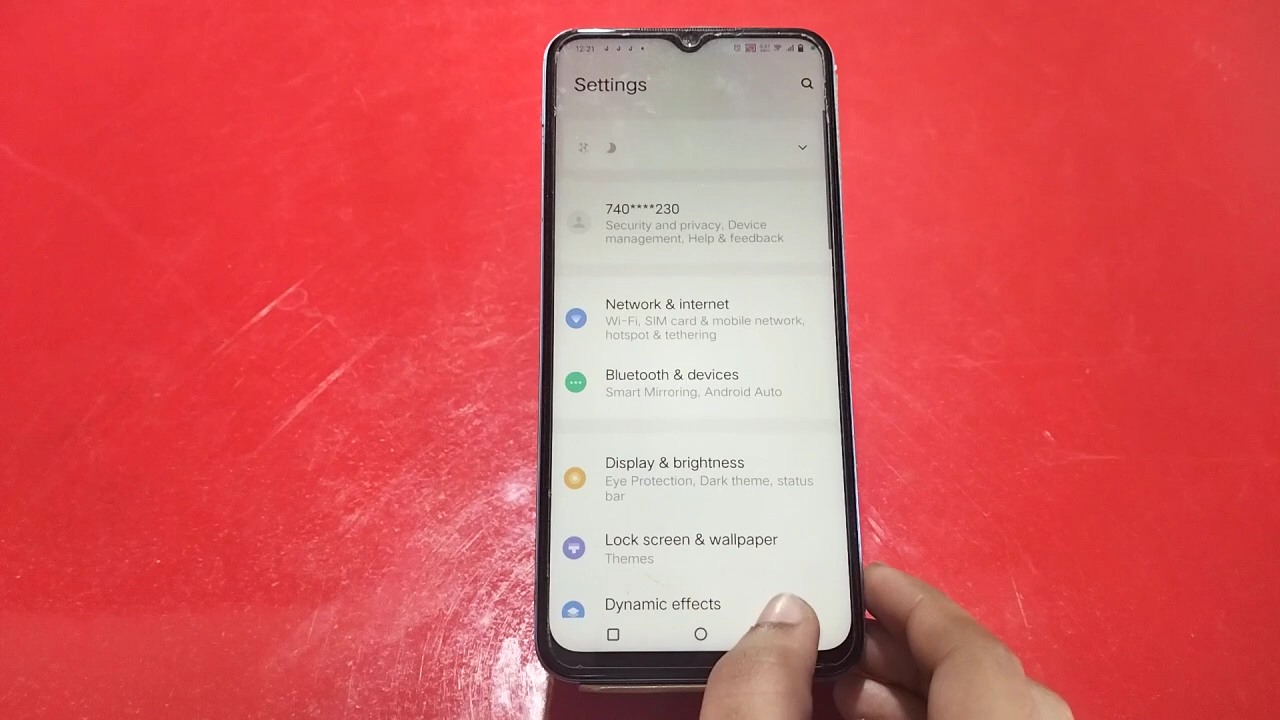 12:21
Settings
740****230
Security and privacy, Device
management, Help & feedback
Network & internet
Wi-Fi, SIM card & mobile network,
hotspot & tethering
Bluetooth & devices
Smart Mirroring, Android Auto
Display & brightness
Eye Protection, Dark theme, status
bar
Lock screen & wallpaper
Themes
Dynamic effects